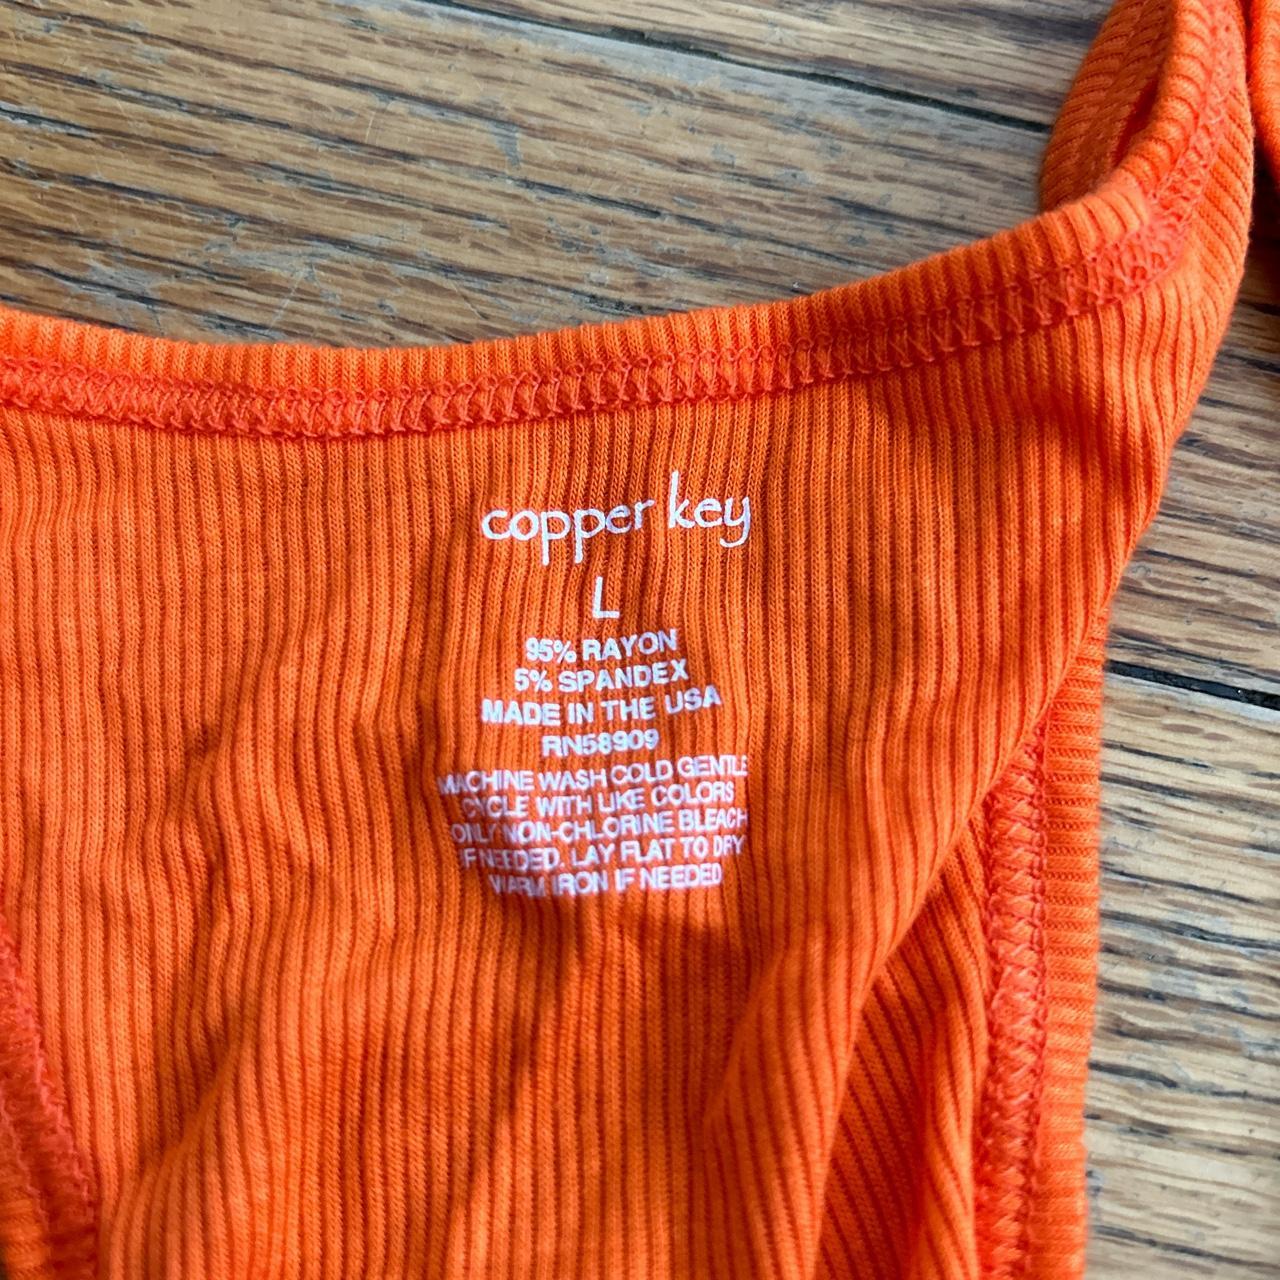 copper key
L
95% RAYON
5% SPANDEX
MADE IN THE USA
RN58909
MACHINE WASH COLD GENTLE
CYCLE WITH LIKE COLORS
ONLY NON-CHLORINE BLEACH
IF NEEDED. LAY FLAT TO DRY
WARM IRON IF NEEDED